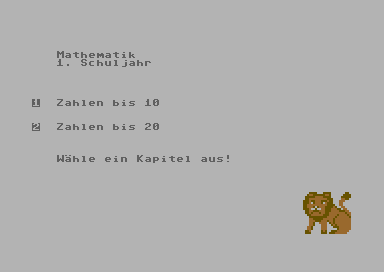 Mathematik
1. Schuljahr
1 Zahlen bis 10
2 Zahlen bis 20
Wähle ein Kapitel aus!